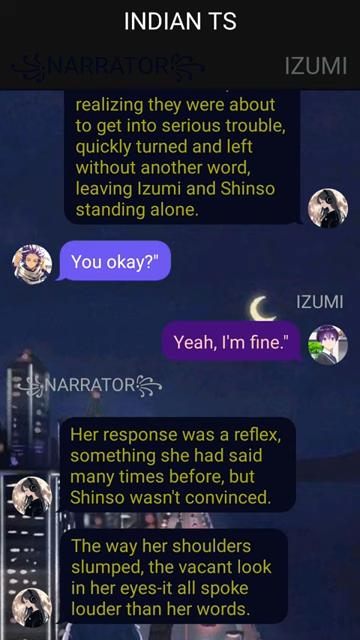 INDIAN TS
꧁NARRATOR꧂
IZUMI
realizing they were about
to get into serious trouble,
quickly turned and left
without another word,
leaving Izumi and Shinso
standing alone.
You okay?"
IZUMI
Yeah, I'm fine."
꧁NARRATOR꧂
Her response was a reflex,
something she had said
many times before, but
Shinso wasn't convinced.
The way her shoulders
slumped, the vacant look
in her eyes-it all spoke
louder than her words.